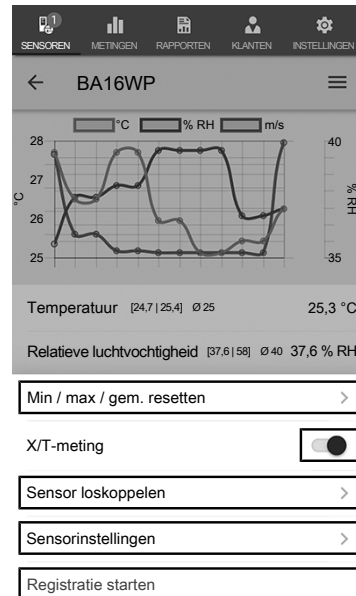 1
SENSOREN METINGEN RAPPORTEN KLANTEN INSTELLINGEN
BA16WP
°C % RH m/s
28 40
27
°C % RH
26
25 35
Temperatuur [24,7 | 25,4] Ø 25 25,3 °C
Relatieve luchtvochtigheid [37,6 | 58] Ø 40 37,6 % RH
Min / max / gem. resetten
X/T-meting
Sensor loskoppelen
Sensorinstellingen
Registratie starten